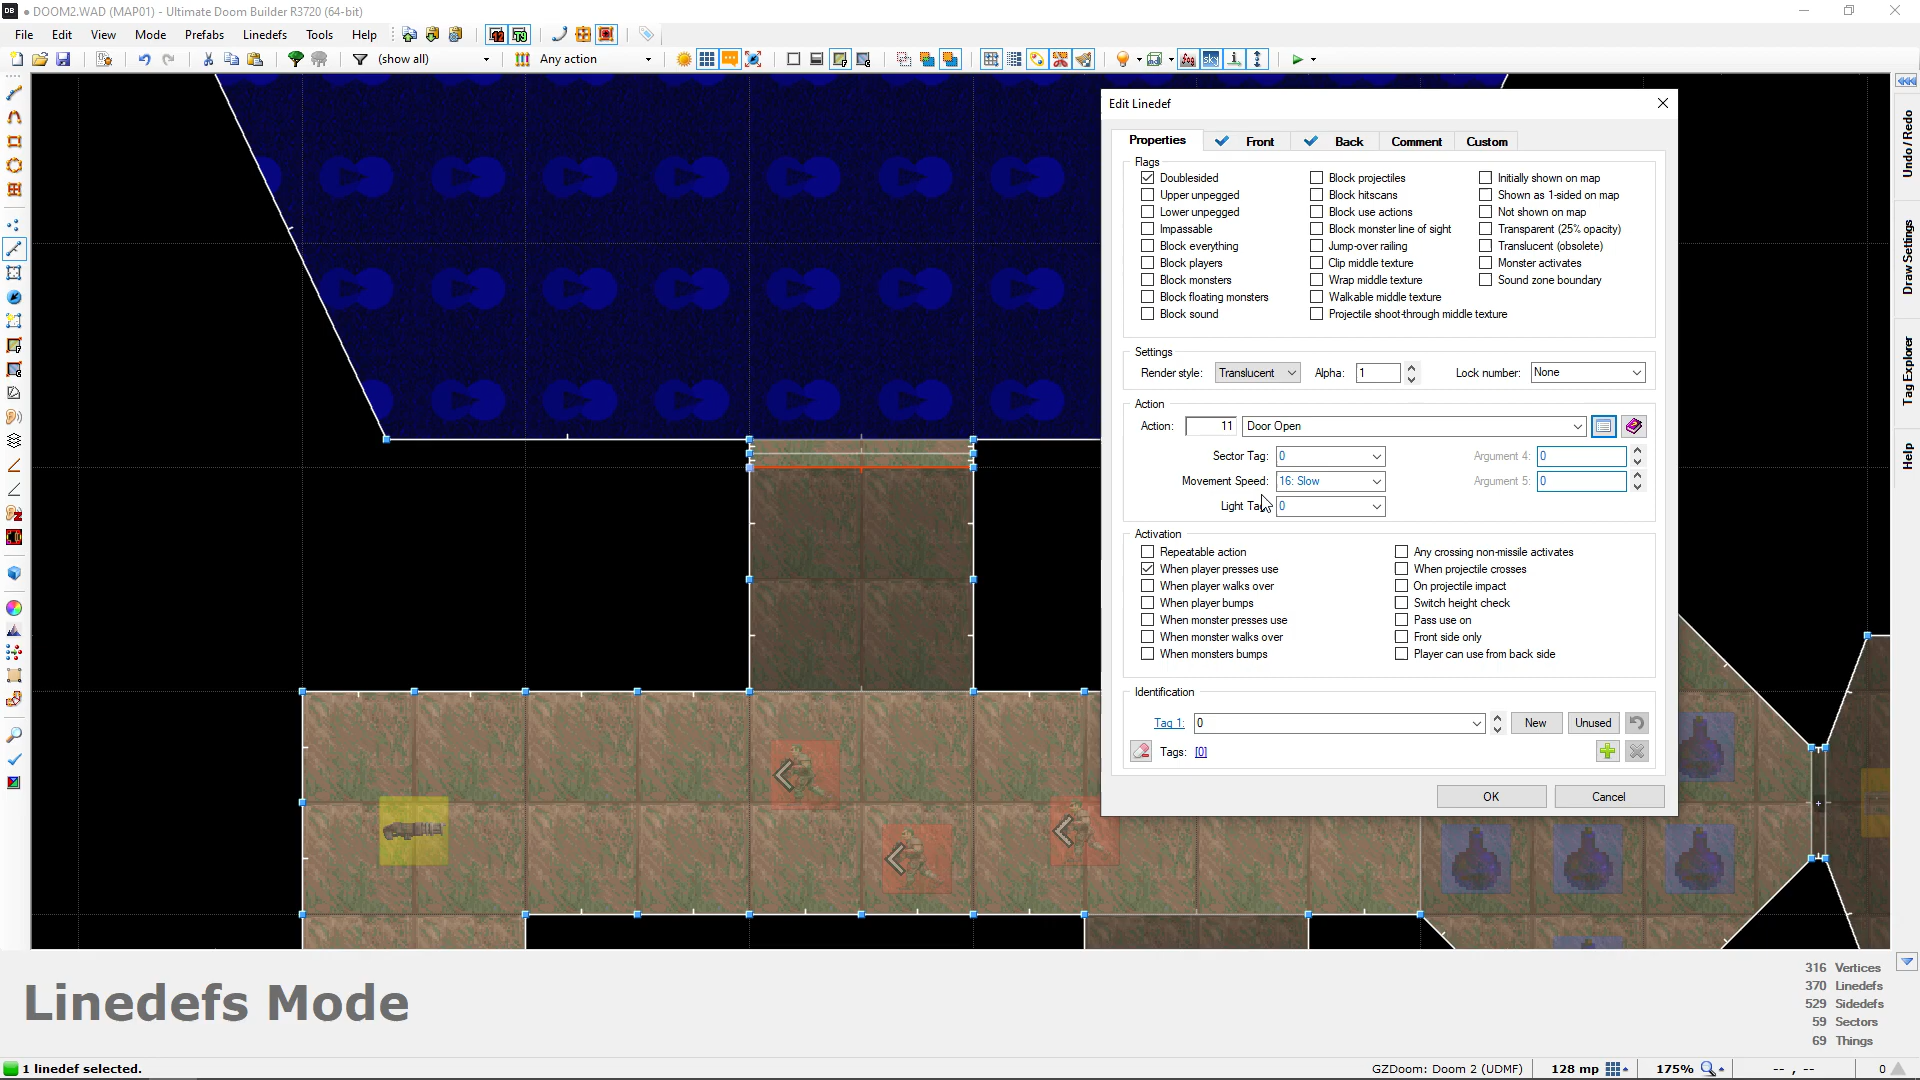 DB • DOOM2.WAD (MAP01) - Ultimate Doom Builder R3720 (64-bit)
File Edit View Mode Prefabs Linedefs Tools Help
(show all) Any action
Edit Linedef
Properties Front Back Comment Custom
Flags
Doublesided Block projectiles Initially shown on map
Upper unpegged Block hitscans Shown as 1-sided on map
Lower unpegged Block use actions Not shown on map
Impassable Block monster line of sight Transparent (25% opacity)
Block everything Jump-over railing Translucent (obsolete)
Block players Clip middle texture Monster activates
Block monsters Wrap middle texture Sound zone boundary
Block floating monsters Walkable middle texture
Block sound Projectile shoot-through middle texture
Settings
Render style: Translucent Alpha: 1 Lock number: None
Action
Action: 11 Door Open
Sector Tag: 0 Argument 4: 0
Movement Speed: 16: Slow Argument 5: 0
Light Ta 0
Activation
Repeatable action Any crossing non-missile activates
When player presses use When projectile crosses
When player walks over On projectile impact
When player bumps Switch height check
When monster presses use Pass use on
When monster walks over Front side only
When monsters bumps Player can use from back side
Identification
Tag 1: 0 New Unused
Tags: [0]
OK Cancel
Undo/Redo
Draw Settings
Tag Explorer
Help
Linedefs Mode
316 Vertices
370 Linedefs
529 Sidedefs
59 Sectors
69 Things
1 linedef selected. GZDoom: Doom 2 (UDMF) 128 mp 175% -- , -- 0